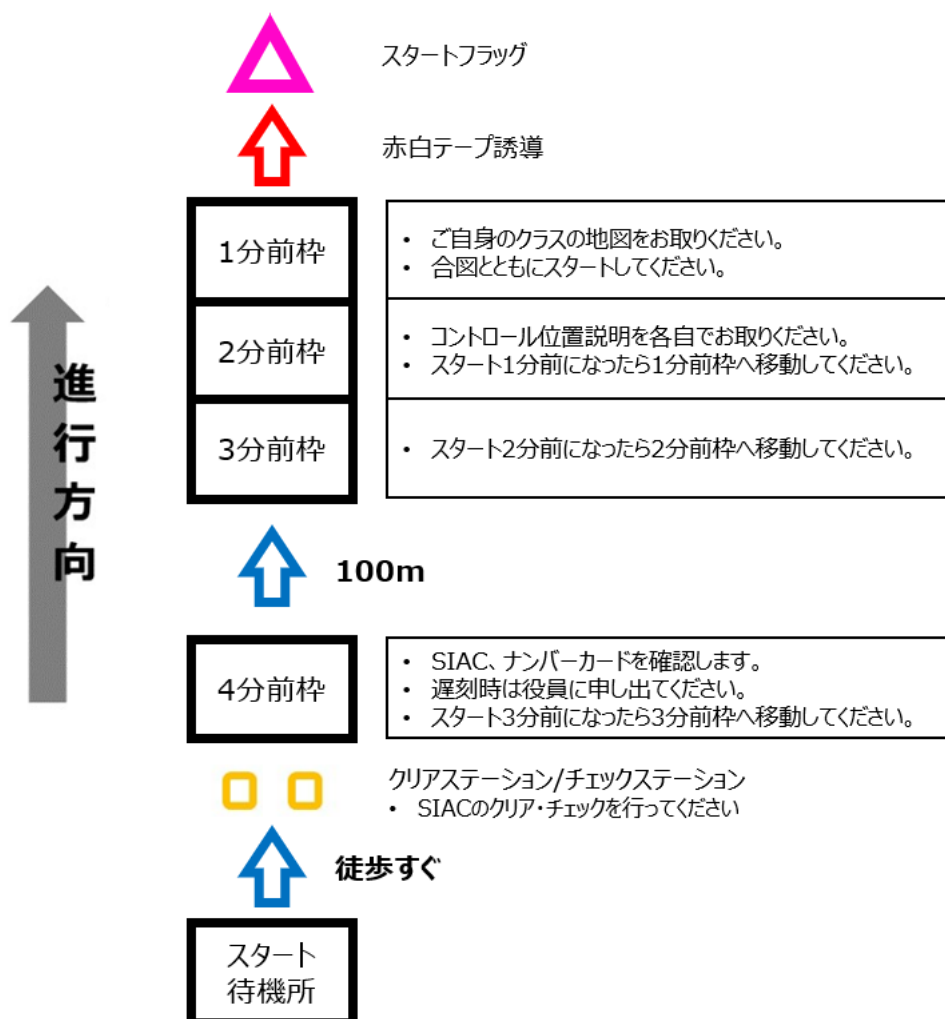 スタートフラッグ
赤白テープ誘導
1分前枠
• ご自身のクラスの地図をお取りください。
• 合図とともにスタートしてください。
2分前枠
• コントロール位置説明を各自でお取りください。
• スタート1分前になったら1分前枠へ移動してください。
3分前枠
• スタート2分前になったら2分前枠へ移動してください。
進行方向
100m
4分前枠
• SIAC、ナンバーカードを確認します。
• 遅刻時は役員に申し出てください。
• スタート3分前になったら3分前枠へ移動してください。
クリアステーション/チェックステーション
• SIACのクリア・チェックを行ってください
徒歩すぐ
スタート
待機所